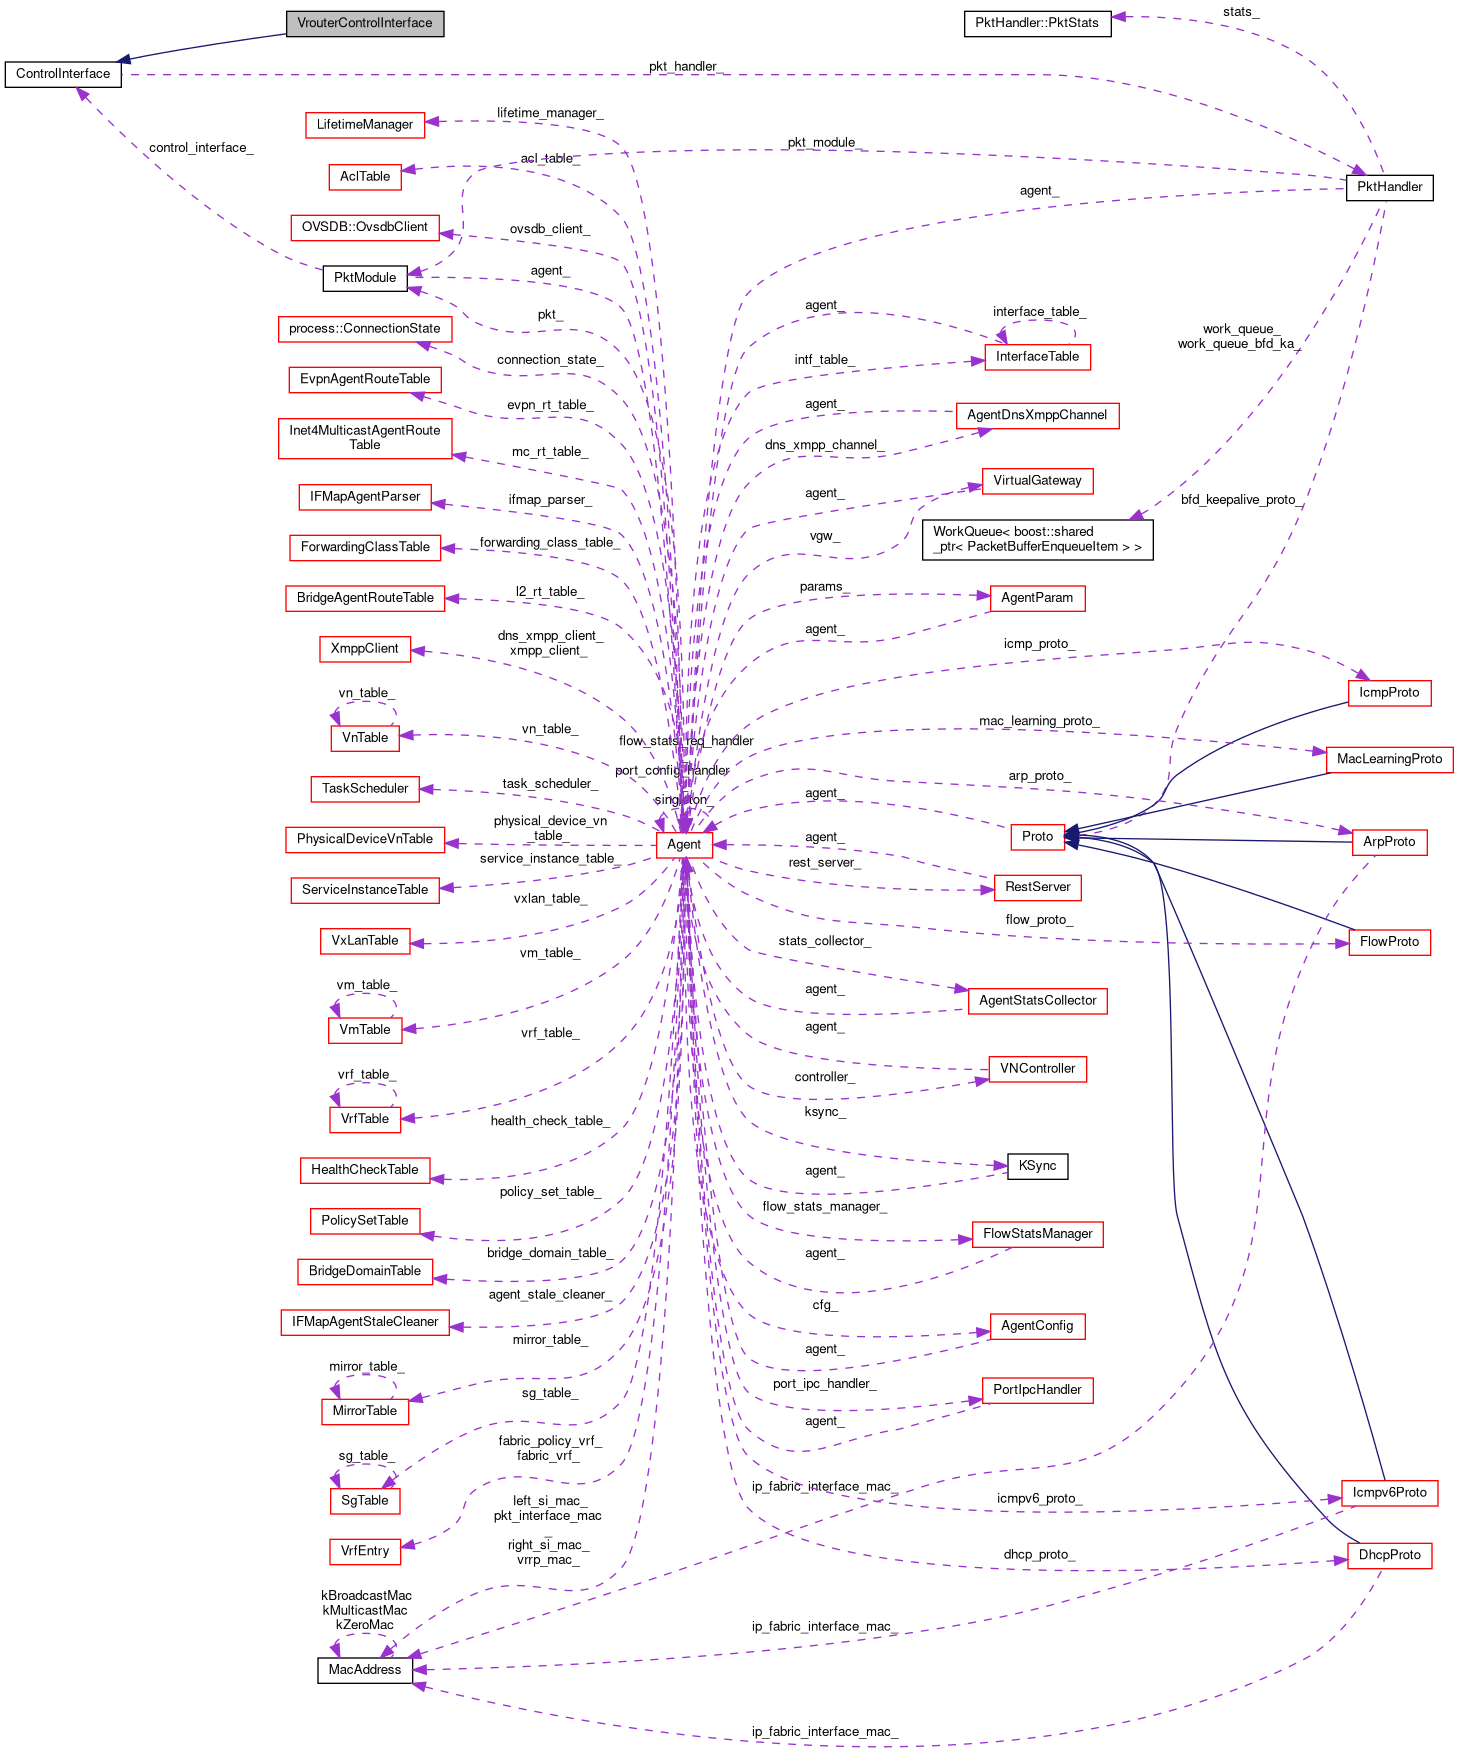 VrouterControlInterface
PktHandler::PktStats
stats_
ControlInterface
pkt_handler_
lifetime_manager_
LifetimeManager
control_interface_
pkt_module_
acl_table_
AclTable
PktHandler
agent_
OVSDB::OvsdbClient
ovsdb_client_
PktModule
agent_
pkt_
agent_
interface_table_
process::ConnectionState
work_queue_
work_queue_bfd_ka_
connection_state_
intf_table_
InterfaceTable
EvpnAgentRouteTable
evpn_rt_table_
agent_
AgentDnsXmppChannel
Inet4MulticastAgentRoute
Table
mc_rt_table_
dns_xmpp_channel_
VirtualGateway
IFMapAgentParser
ifmap_parser_
agent_
bfd_keepalive_proto_
WorkQueue< boost::shared
_ptr< PacketBufferEnqueueItem > >
ForwardingClassTable
forwarding_class_table_
vgw_
BridgeAgentRouteTable
l2_rt_table_
params_
AgentParam
agent_
XmppClient
dns_xmpp_client_
xmpp_client_
icmp_proto_
IcmpProto
vn_table_
VnTable
vn_table_
flow_stats_req_handler
_
port_config_handler
_
singleton_
mac_learning_proto_
MacLearningProto
TaskScheduler
task_scheduler_
arp_proto_
agent_
PhysicalDeviceVnTable
physical_device_vn
_table_
Agent
Proto
ArpProto
agent_
service_instance_table_
rest_server_
ServiceInstanceTable
RestServer
vxlan_table_
flow_proto_
VxLanTable
FlowProto
stats_collector_
vm_table_
vm_table_
VmTable
agent_
AgentStatsCollector
agent_
vrf_table_
vrf_table_
VrfTable
VNController
controller_
ksync_
health_check_table_
HealthCheckTable
KSync
agent_
policy_set_table_
PolicySetTable
flow_stats_manager_
FlowStatsManager
bridge_domain_table_
BridgeDomainTable
agent_
agent_stale_cleaner_
IFMapAgentStaleCleaner
cfg_
AgentConfig
mirror_table_
agent_
mirror_table_
MirrorTable
port_ipc_handler_
PortIpcHandler
sg_table_
agent_
sg_table_
SgTable
fabric_policy_vrf_
fabric_vrf_
ip_fabric_interface_mac_
icmpv6_proto_
Icmpv6Proto
left_si_mac_
pkt_interface_mac
_
right_si_mac_
vrrp_mac_
VrfEntry
dhcp_proto_
DhcpProto
kBroadcastMac
kMulticastMac
kZeroMac
ip_fabric_interface_mac_
MacAddress
ip_fabric_interface_mac_